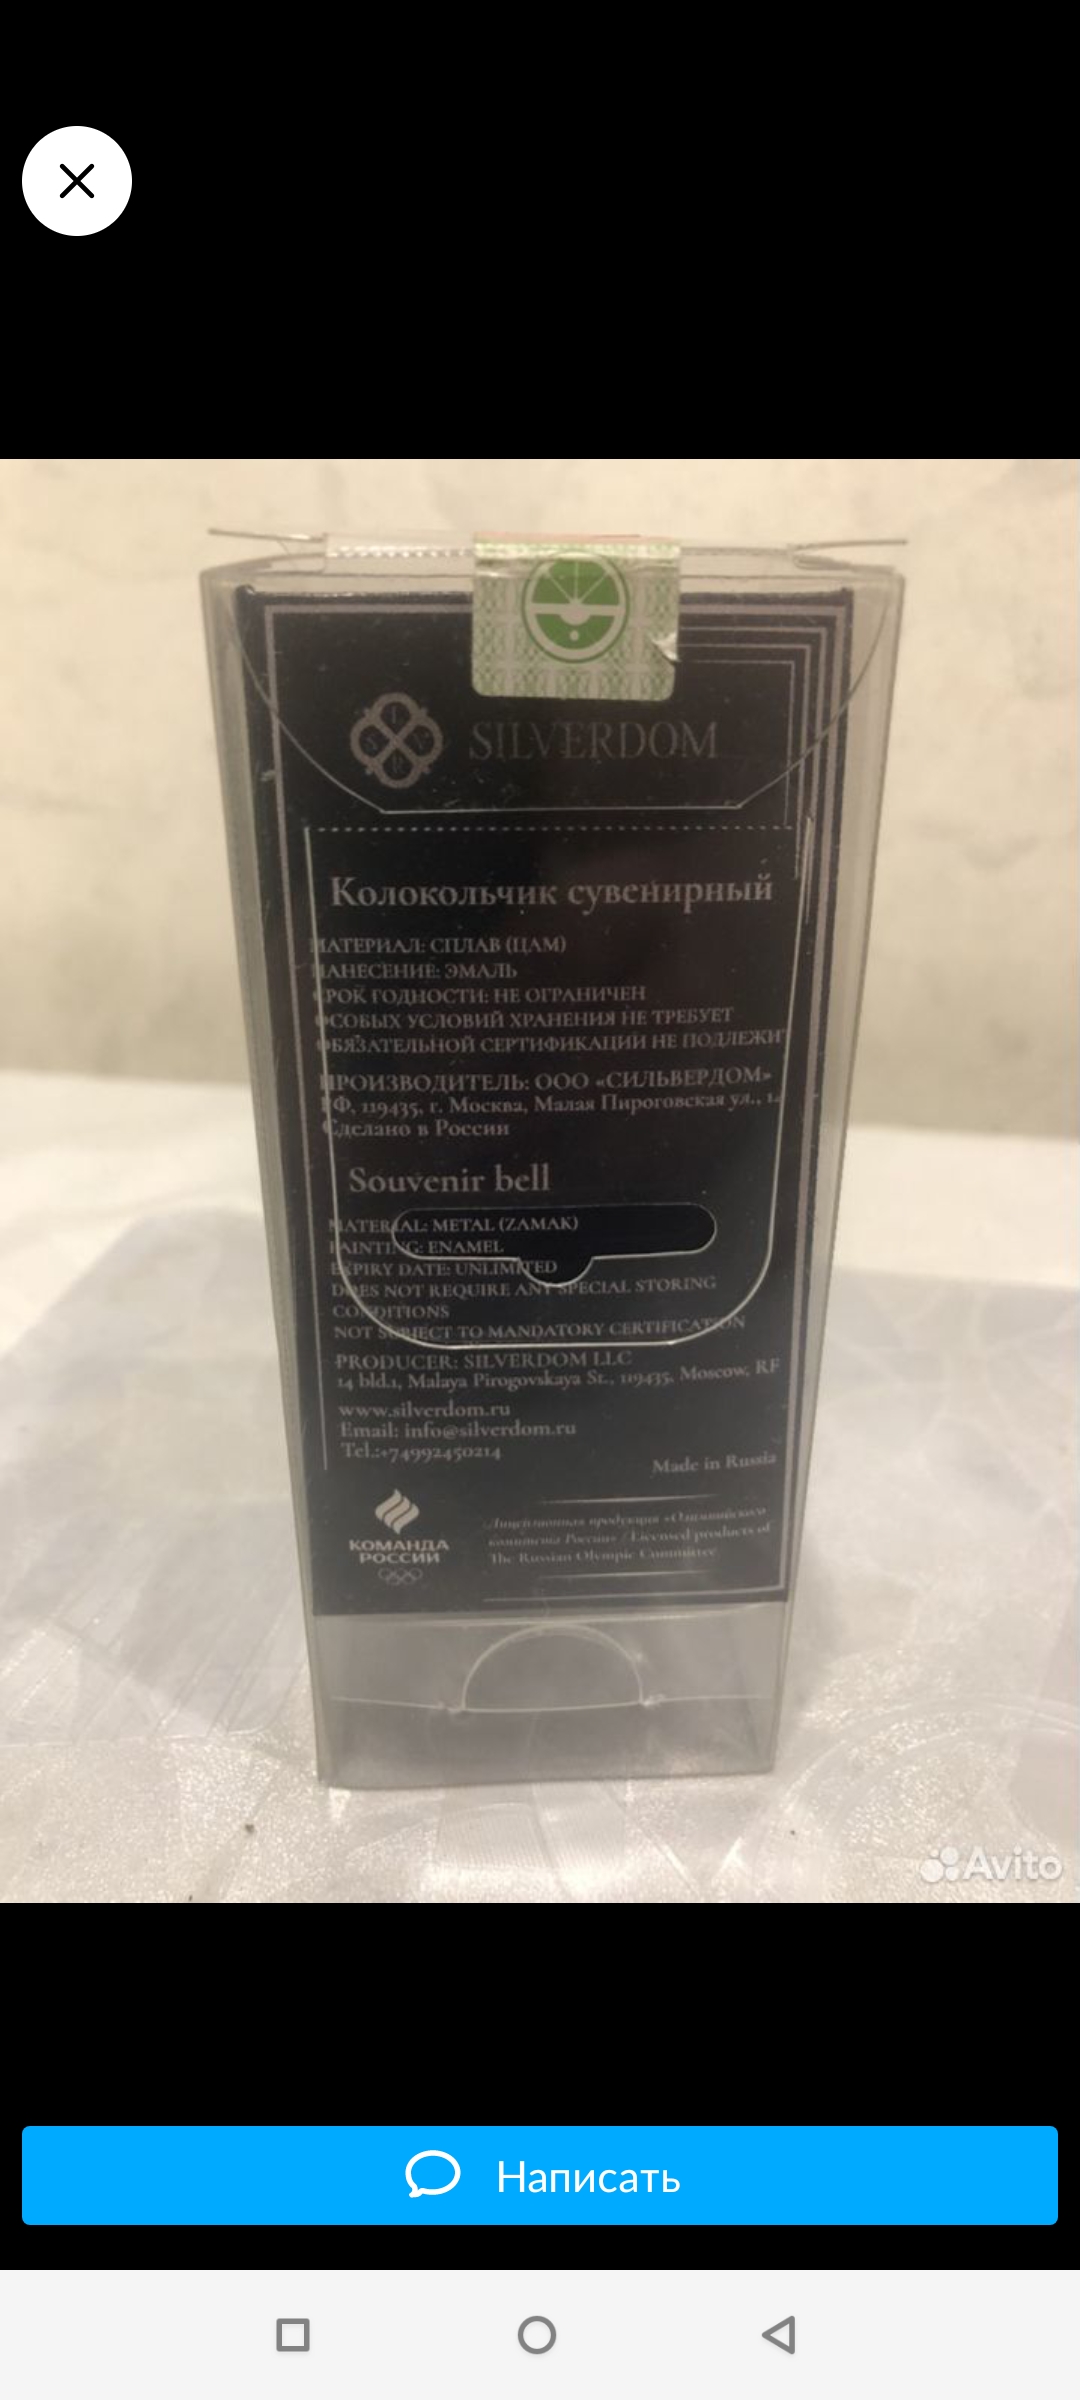 SILVERDOM
Колокольчик сувенирный
МАТЕРИАЛ: СПЛАВ (ЦАМ)
НАНЕСЕНИЕ: ЭМАЛЬ
СРОК ГОДНОСТИ: НЕ ОГРАНИЧЕН
ОСОБЫХ УСЛОВИЙ ХРАНЕНИЯ НЕ ТРЕБУЕТ
ОБЯЗАТЕЛЬНОЙ СЕРТИФИКАЦИИ НЕ ПОДЛЕЖИТ
ПРОИЗВОДИТЕЛЬ: ООО «СИЛЬВЕРДОМ»
РФ, 119435, г. Москва, Малая Пироговская ул.,
Сделано в России
Souvenir bell
MATERIAL: METAL (ZAMAK)
PAINTING: ENAMEL
EXPIRY DATE: UNLIMITED
DOES NOT REQUIRE ANY SPECIAL STORING
CONDITIONS
NOT SUBJECT TO MANDATORY CERTIFICATION
PRODUCER: SILVERDOM LLC
14 bld.1, Malaya Pirogovskaya St., 119435, Moscow, RF
www.silverdom.ru
Email: info@silverdom.ru
Tel.:+74992450214
Made in Russia
КОМАНДА
РОССИИ
Лицензионная продукция «Олимпийского
комитета России» / Licensed products of
The Russian Olympic Committee
Avito
Написать